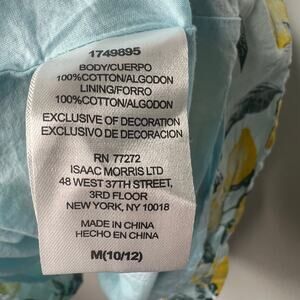 1749895
BODY/CUERPO
100%COTTON/ALGODON
LINING/FORRO
100%COTTON/ALGODON
EXCLUSIVE OF DECORATION
EXCLUSIVO DE DECORACION
RN 77272
ISAAC MORRIS LTD
48 WEST 37TH STREET,
3RD FLOOR
NEW YORK, NY 10018
MADE IN CHINA
HECHO EN CHINA
M(10/12)